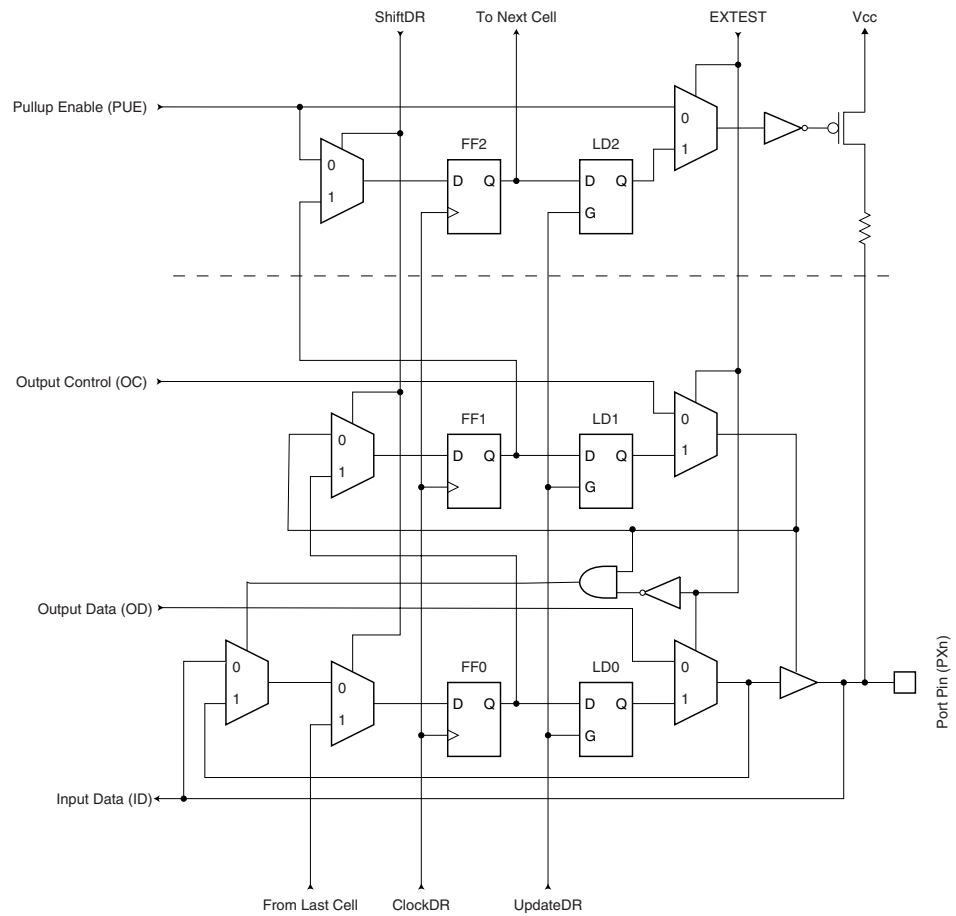 ShiftDR
To Next Cell
EXTEST
Vcc
Pullup Enable (PUE)
0
1
FF2
D Q
LD2
D Q
G
0
1
Output Control (OC)
0
1
FF1
D Q
LD1
D Q
G
0
1
Output Data (OD)
0
1
0
1
FF0
D Q
LD0
D Q
G
0
1
Port Pin (PXn)
Input Data (ID)
From Last Cell
ClockDR
UpdateDR